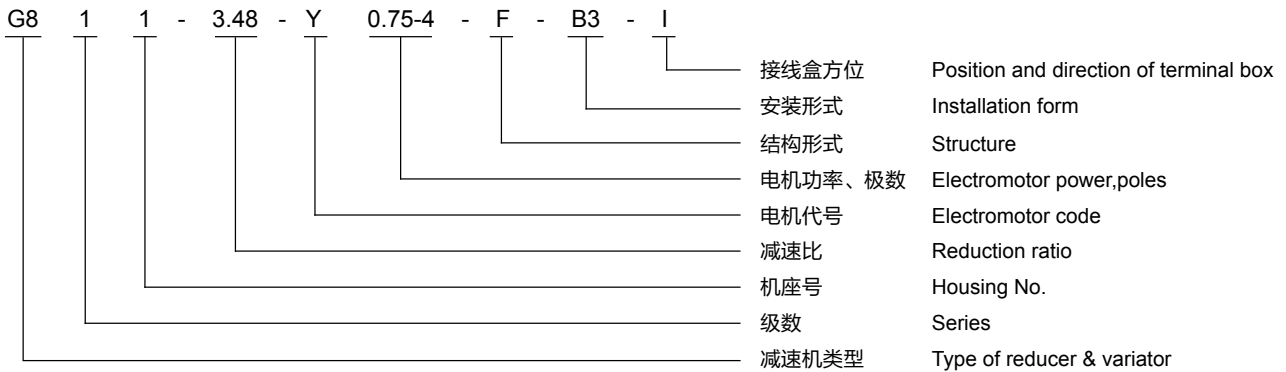 G8 1 1 - 3.48 - Y 0.75-4 - F - B3 - I
接线盒方位 Position and direction of terminal box
安装形式 Installation form
结构形式 Structure
电机功率、极数 Electromotor power,poles
电机代号 Electromotor code
减速比 Reduction ratio
机座号 Housing No.
级数 Series
减速机类型 Type of reducer & variator